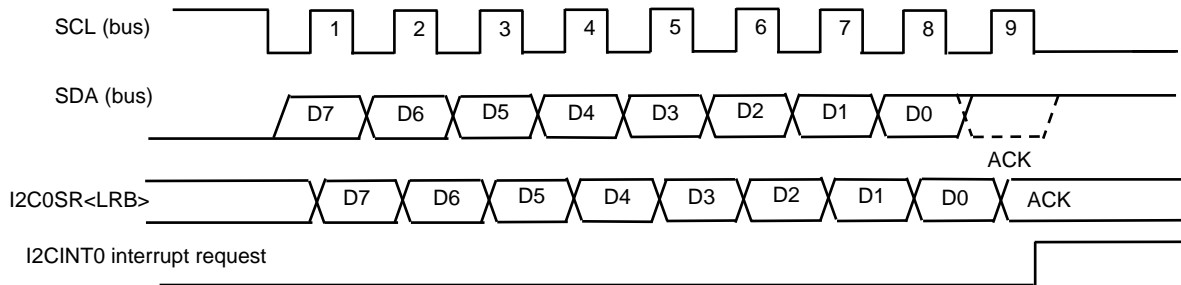 SCL (bus) 1 2 3 4 5 6 7 8 9
SDA (bus) D7 D6 D5 D4 D3 D2 D1 D0
ACK
I2C0SR<LRB> D7 D6 D5 D4 D3 D2 D1 D0 ACK
I2CINT0 interrupt request